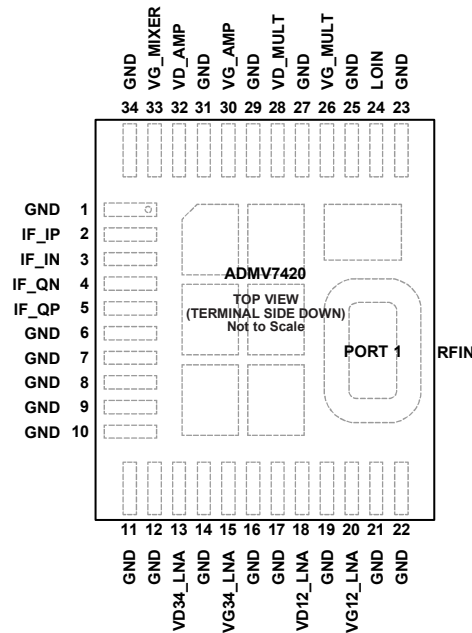 GND VG_MIXER VD_AMP GND VG_AMP GND VD_MULT GND VG_MULT GND LOIN GND
34 33 32 31 30 29 28 27 26 25 24 23
GND 1
IF_IP 2
IF_IN 3
IF_QN 4
IF_QP 5
GND 6
GND 7
GND 8
GND 9
GND 10
ADMV7420
TOP VIEW
(TERMINAL SIDE DOWN)
Not to Scale
PORT 1
RFIN
11 12 13 14 15 16 17 18 19 20 21 22
GND GND VD34_LNA GND VG34_LNA GND GND VD12_LNA GND VG12_LNA GND GND